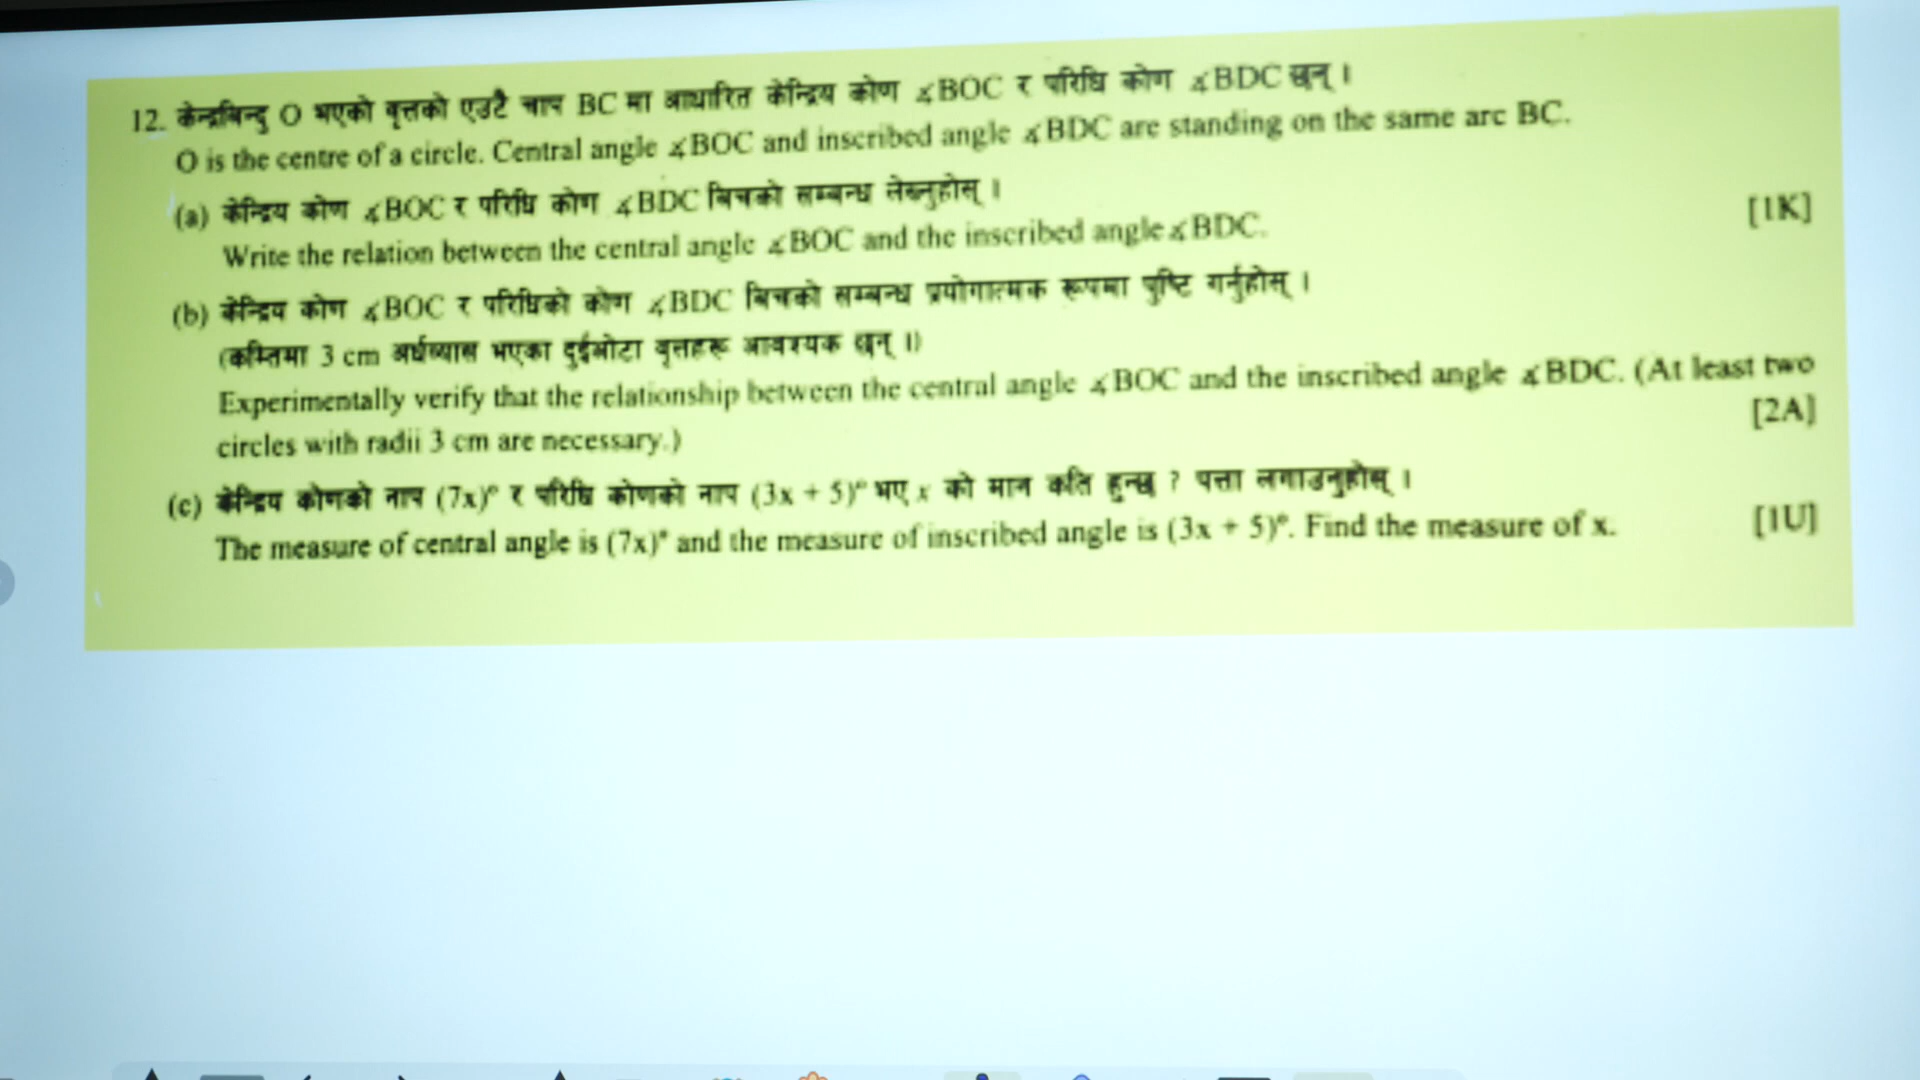 12. केन्द्रबिन्दु O भएको वृत्तको एउटै चाप BC मा आधारित केन्द्रिय कोण ∡BOC र परिधि कोण ∡BDC छन् ।
O is the centre of a circle. Central angle ∡BOC and inscribed angle ∡BDC are standing on the same arc BC.
(a) केन्द्रिय कोण ∡BOC र परिधि कोण ∡BDC बिचको सम्बन्ध लेख्नुहोस् ।
Write the relation between the central angle ∡BOC and the inscribed angle ∡BDC. [1K]
(b) केन्द्रिय कोण ∡BOC र परिधिको कोण ∡BDC बिचको सम्बन्ध प्रयोगात्मक रूपमा पुष्टि गर्नुहोस् ।
(कम्तिमा 3 cm अर्धव्यास भएका दुईओटा वृत्तहरू आवश्यक छन् ।)
Experimentally verify that the relationship between the central angle ∡BOC and the inscribed angle ∡BDC. (At least two
circles with radii 3 cm are necessary.) [2A]
(c) केन्द्रिय कोणको नाप (7x)° र परिधि कोणको नाप (3x + 5)° भए x को मान कति हुन्छ ? पत्ता लगाउनुहोस् ।
The measure of central angle is (7x)° and the measure of inscribed angle is (3x + 5)°. Find the measure of x. [1U]